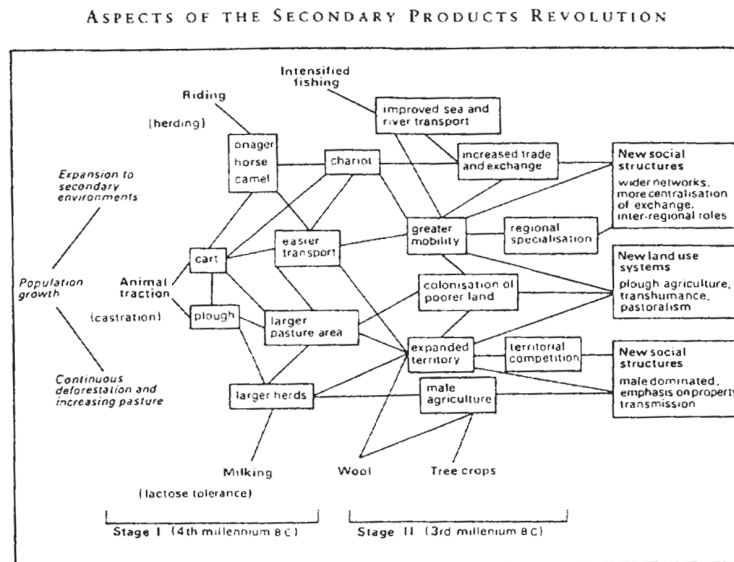 ASPECTS OF THE SECONDARY PRODUCTS REVOLUTION
Intensified
fishing
Riding
(herding)
improved sea and
river transport
onager
horse
camel
chariot
increased trade
and exchange
New social
structures
wider networks,
more centralisation
of exchange,
inter-regional roles
Expansion to
secondary
environments
cart
easier
transport
greater
mobility
regional
specialisation
New land use
systems
plough agriculture,
transhumance,
pastoralism
Population
growth
Animal
traction
(castration)
plough
larger
pasture area
colonisation of
poorer land
expanded
territory
territorial
competition
New social
structures
male dominated,
emphasis on property
transmission
Continuous
deforestation and
increasing pasture
larger herds
male
agriculture
Milking
(lactose tolerance)
Wool
Tree crops
Stage I (4th millennium BC)
Stage II (3rd millenium BC)